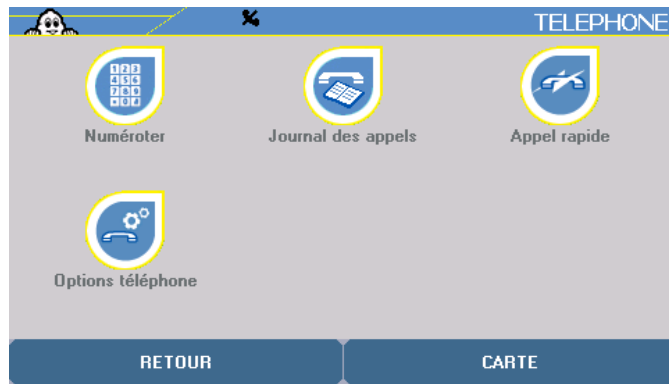 TELEPHONE
Numéroter
Journal des appels
Appel rapide
Options téléphone
RETOUR
CARTE